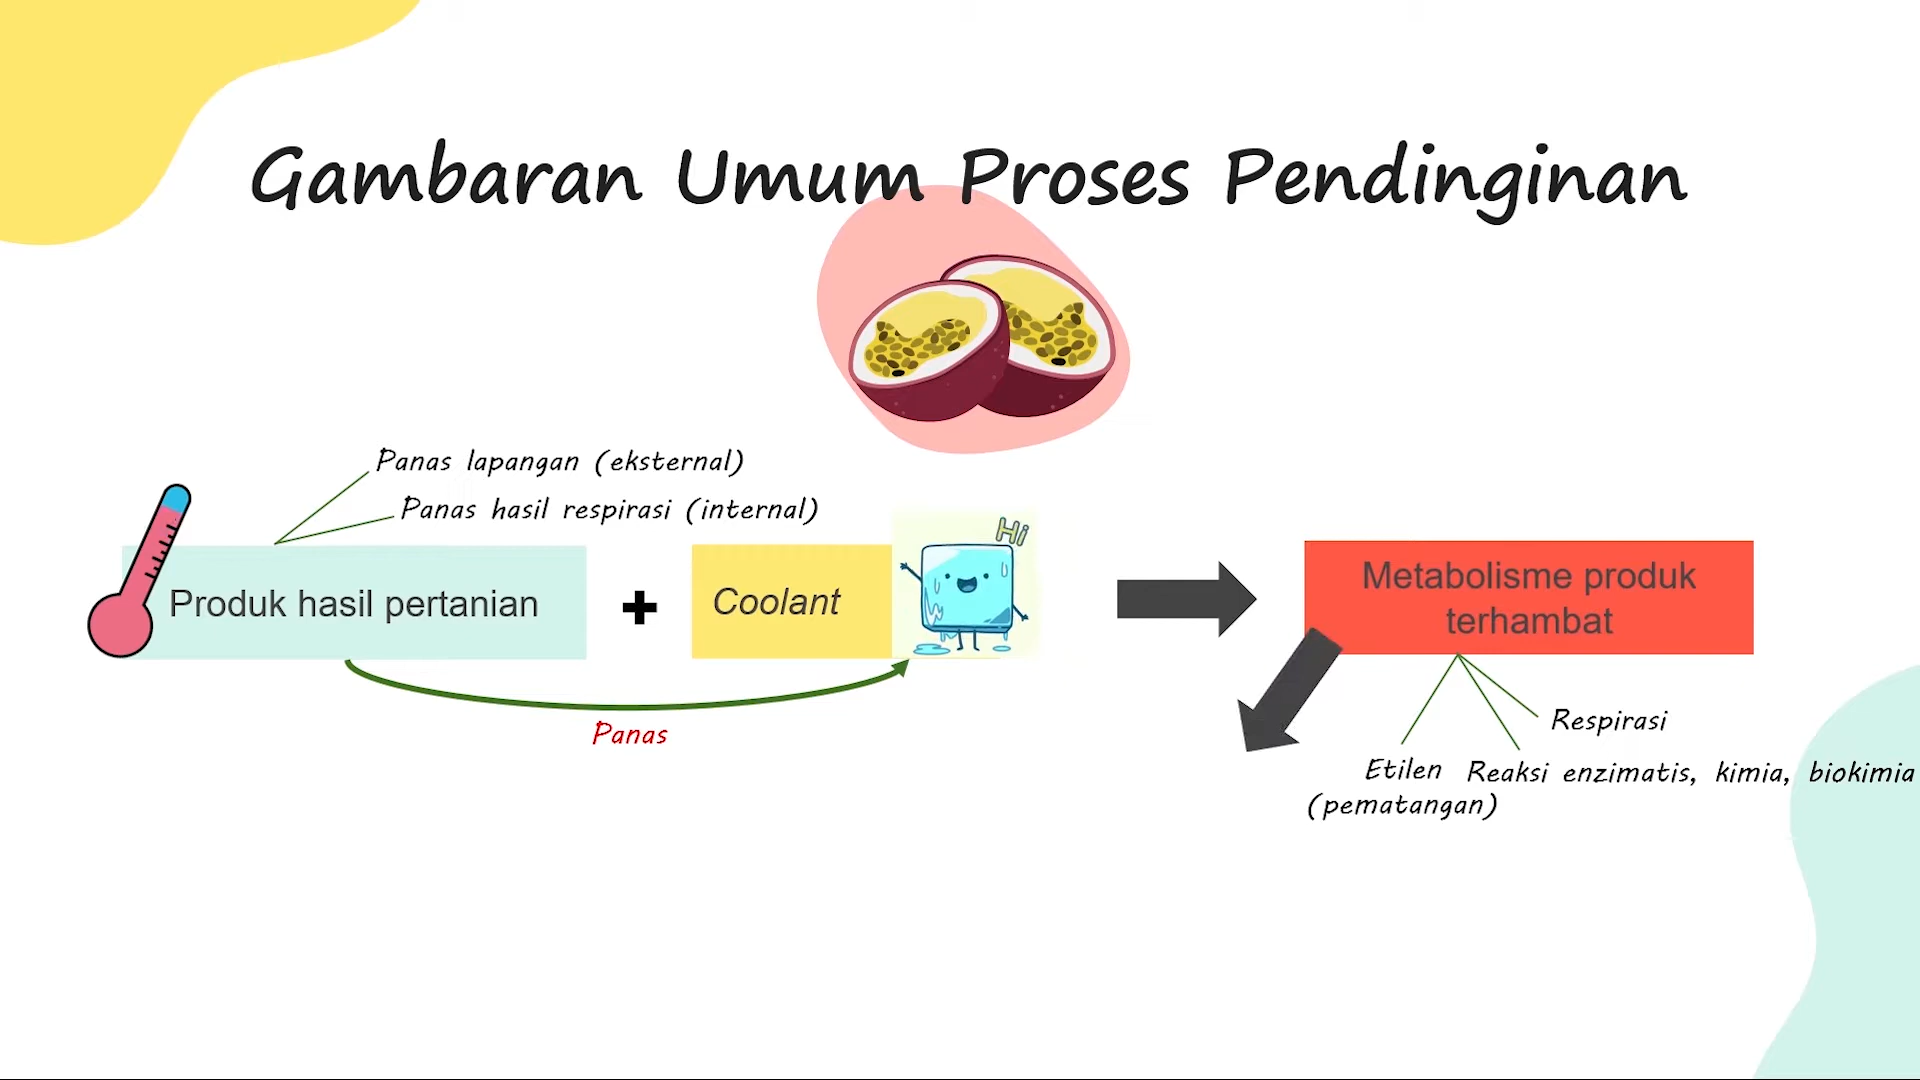 Gambaran Umum Proses Pendinginan
Panas lapangan (eksternal)
Panas hasil respirasi (internal)
Produk hasil pertanian
+
Coolant
Hi
Panas
Metabolisme produk
terhambat
Respirasi
Etilen
(pematangan)
Reaksi enzimatis, kimia, biokimia